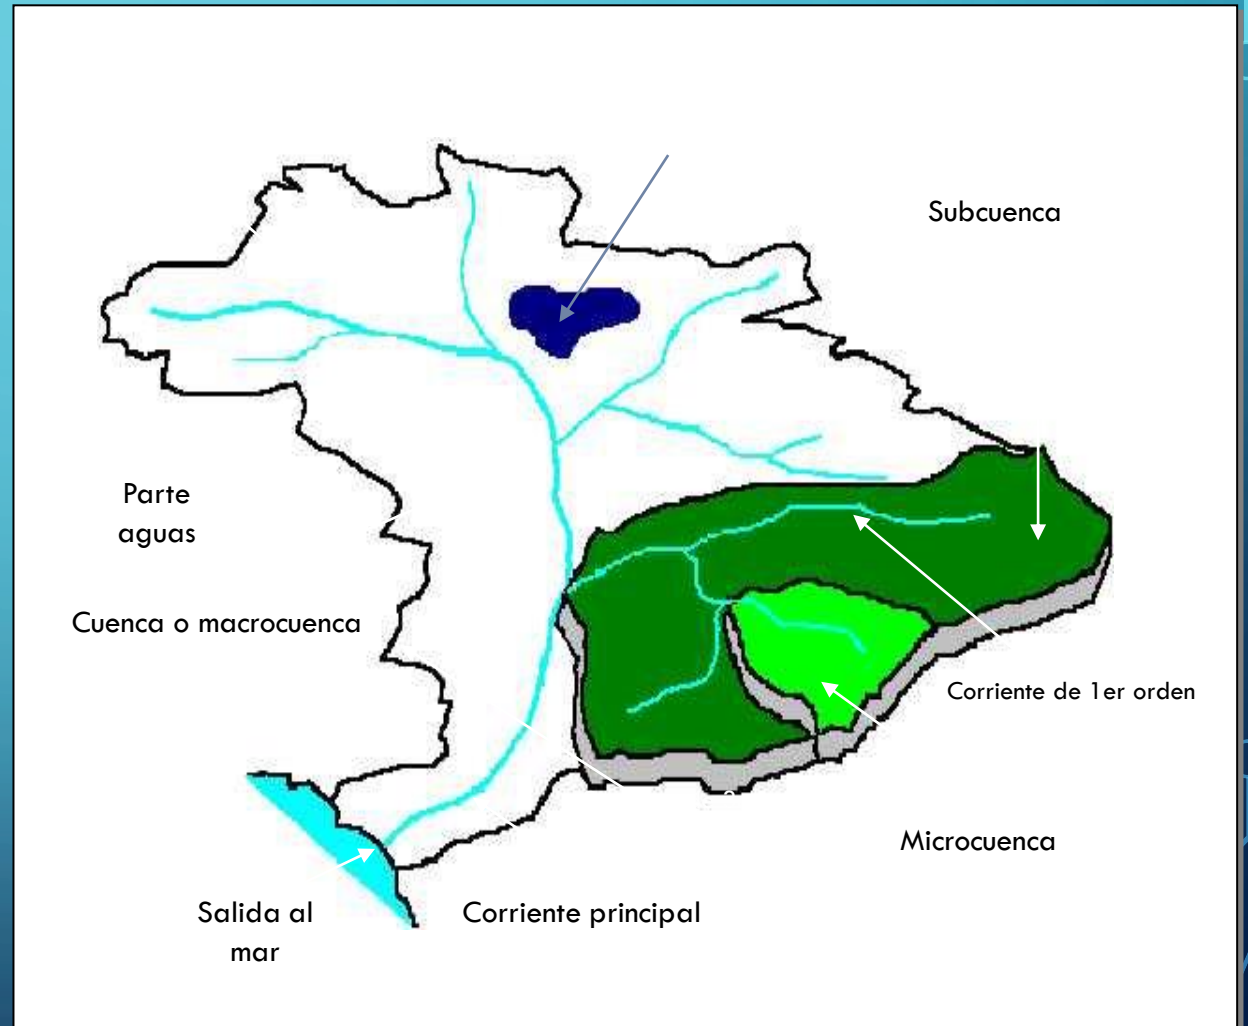 Subcuenca
Parte
aguas
Cuenca o macrocuenca
Corriente de 1er orden
Microcuenca
Salida al
mar
Corriente principal